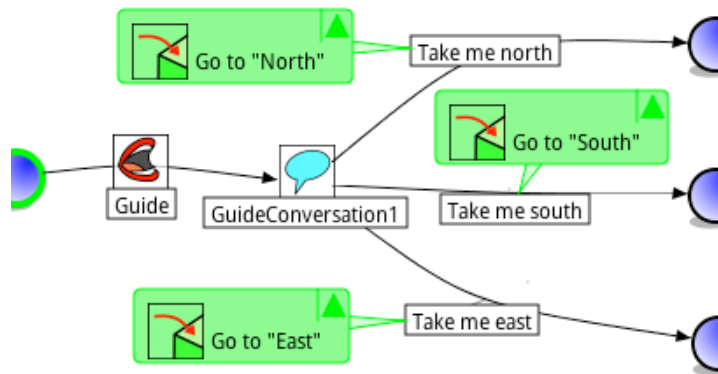 Go to "North"
Take me north
Go to "South"
Guide
GuideConversation1
Take me south
Go to "East"
Take me east